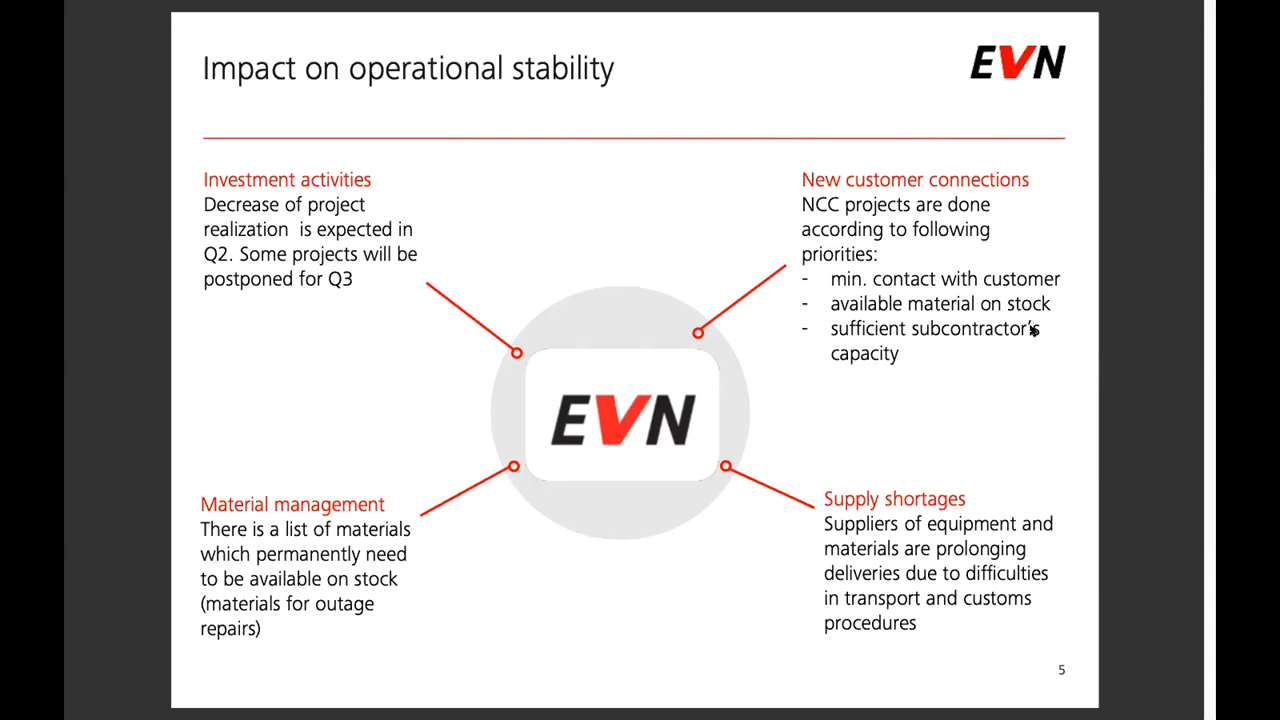 Impact on operational stability
EVN
Investment activities
Decrease of project
realization is expected in
Q2. Some projects will be
postponed for Q3
New customer connections
NCC projects are done
according to following
priorities:
- min. contact with customer
- available material on stock
- sufficient subcontractor's
capacity
EVN
Material management
There is a list of materials
which permanently need
to be available on stock
(materials for outage
repairs)
Supply shortages
Suppliers of equipment and
materials are prolonging
deliveries due to difficulties
in transport and customs
procedures
5